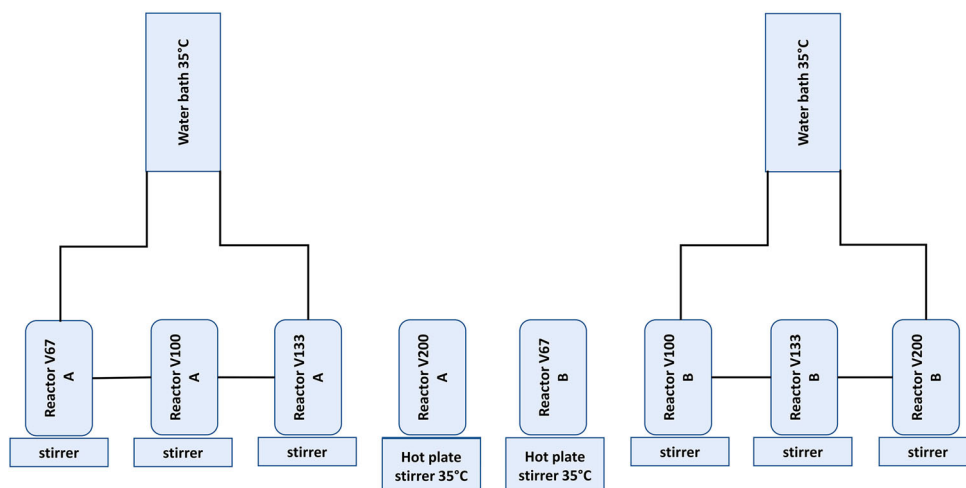 Water bath 35°C
Water bath 35°C
Reactor V67
A
Reactor V100
A
Reactor V133
A
Reactor V200
A
Reactor V67
B
Reactor V100
B
Reactor V133
B
Reactor V200
B
stirrer
stirrer
stirrer
Hot plate
stirrer 35°C
Hot plate
stirrer 35°C
stirrer
stirrer
stirrer